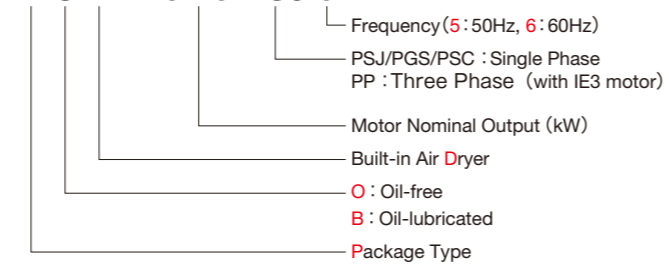 Frequency(5:50Hz, 6:60Hz)
PSJ/PGS/PSC :Single Phase
PP :Three Phase (with IE3 motor)
Motor Nominal Output (kW)
Built-in Air Dryer
O : Oil-free
B : Oil-lubricated
Package Type